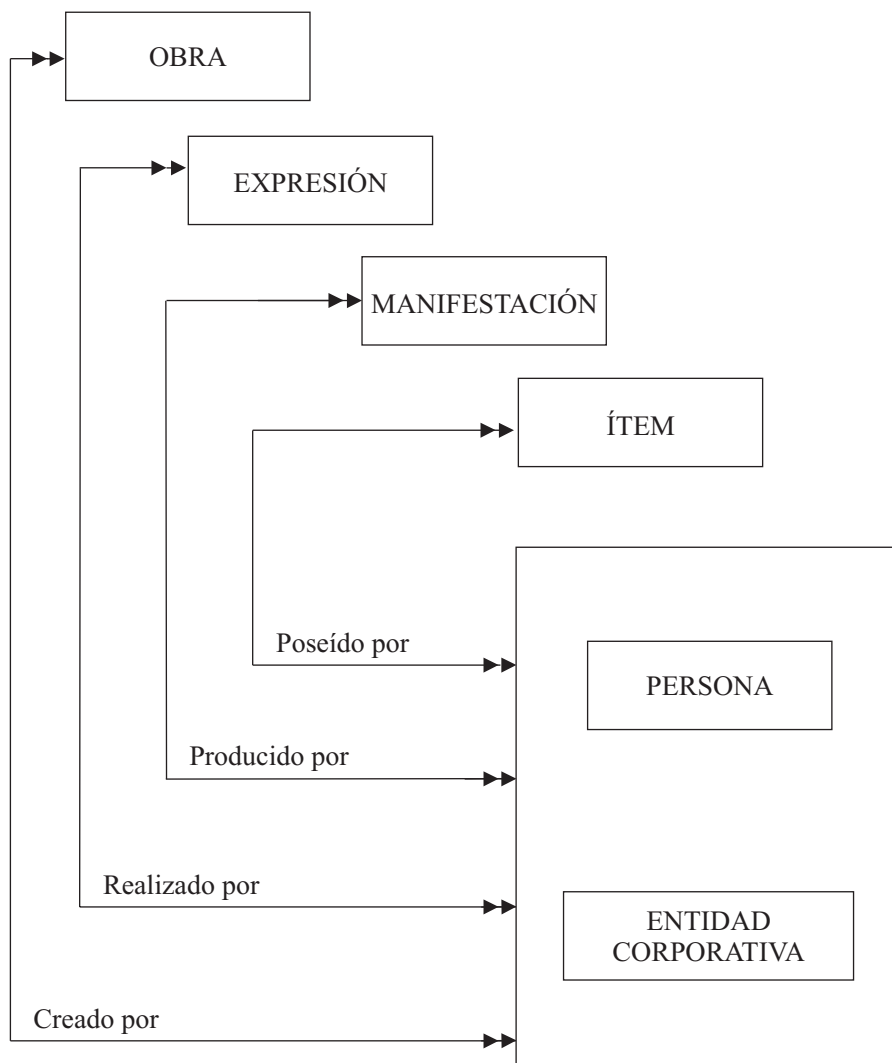 OBRA
EXPRESIÓN
MANIFESTACIÓN
ÍTEM
Poseído por
PERSONA
Producido por
Realizado por
ENTIDAD
CORPORATIVA
Creado por